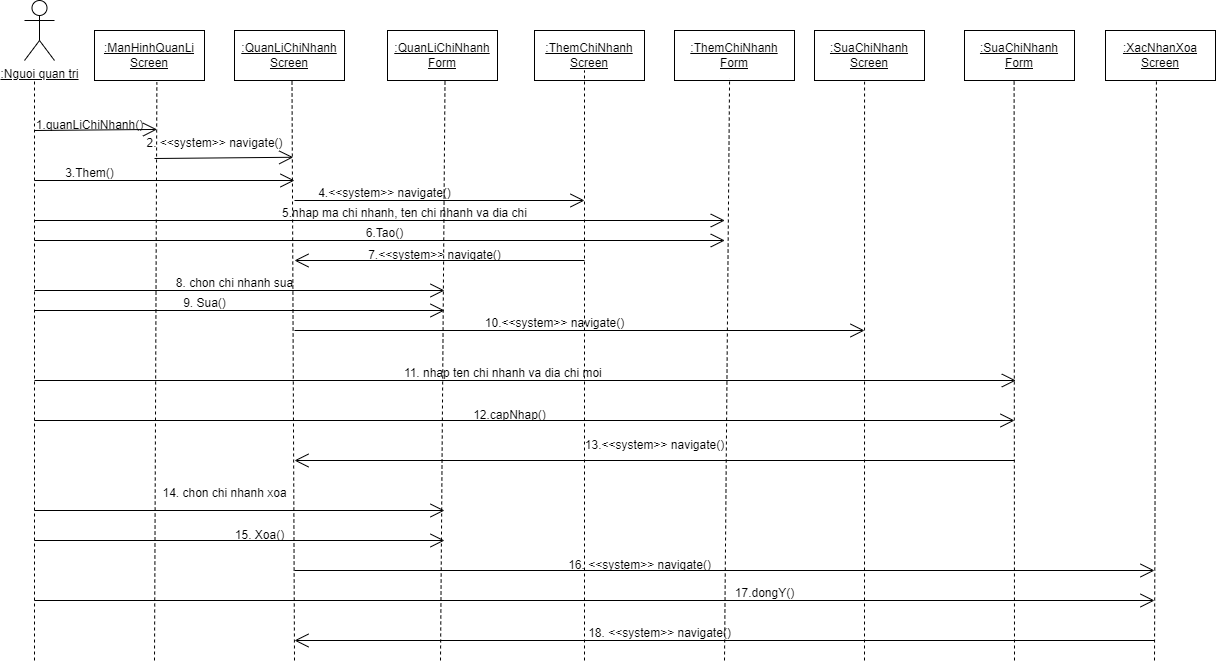 :Nguoi quan tri
:ManHinhQuanLi
Screen
:QuanLiChiNhanh
Screen
:QuanLiChiNhanh
Form
:ThemChiNhanh
Screen
:ThemChiNhanh
Form
:SuaChiNhanh
Screen
:SuaChiNhanh
Form
:XacNhanXoa
Screen
1.quanLiChiNhanh()
2. <<system>> navigate()
3.Them()
4.<<system>> navigate()
5.nhap ma chi nhanh, ten chi nhanh va dia chi
6.Tao()
7.<<system>> navigate()
8. chon chi nhanh sua
9. Sua()
10.<<system>> navigate()
11. nhap ten chi nhanh va dia chi moi
12.capNhap()
13.<<system>> navigate()
14. chon chi nhanh xoa
15. Xoa()
16. <<system>> navigate()
17.dongY()
18. <<system>> navigate()